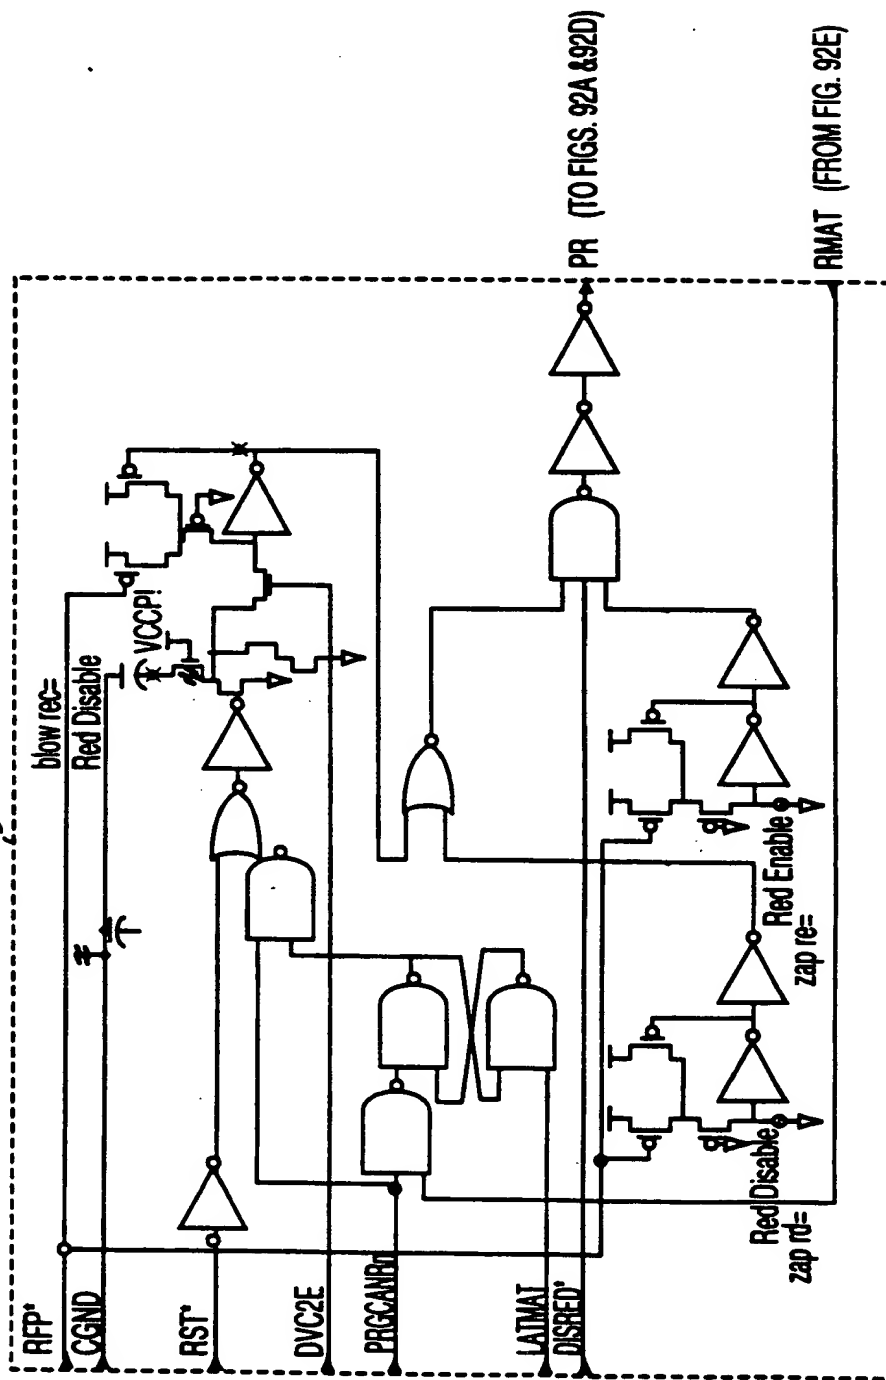 RFP*
CGND
RST*
DVC2E
PRGCANRn
LATMAT
DISRED*
blow rec=
Red Disable
VCCP!
Red Disable
zap rd=
Red Enable
zap re=
PR (TO FIGS. 92A &92D)
RMAT (FROM FIG. 92E)